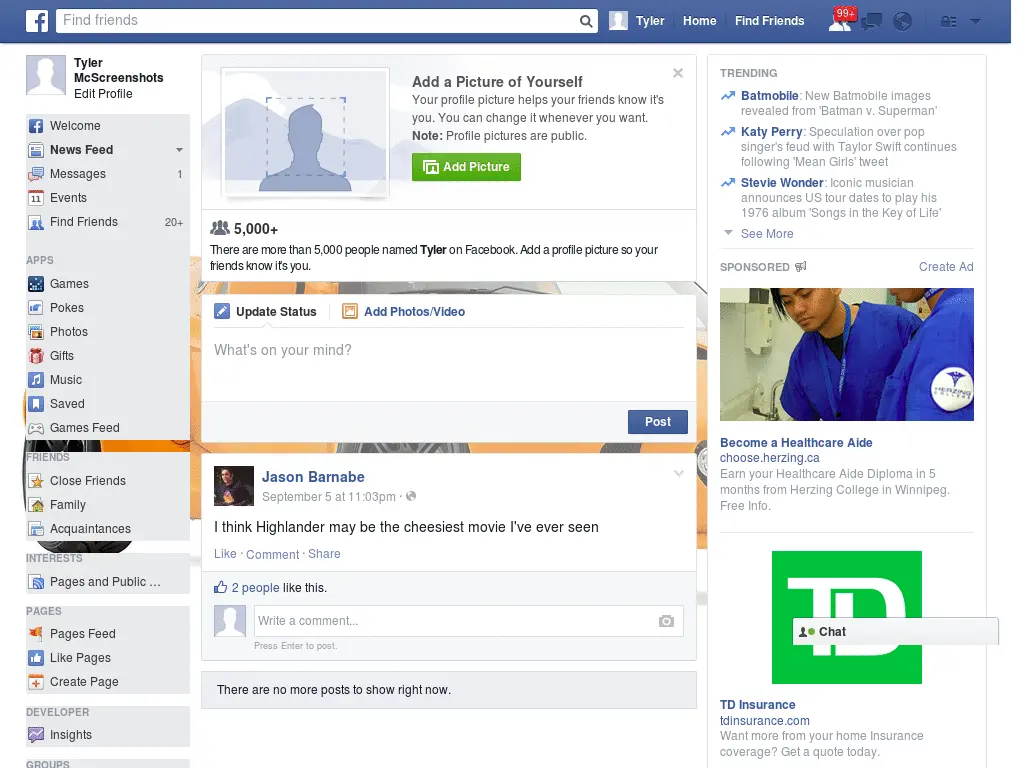 Find friends
Tyler
Home
Find Friends
99+
Tyler
McScreenshots
Edit Profile
Welcome
News Feed
Messages 1
11 Events
Find Friends 20+
APPS
Games
Pokes
Photos
Gifts
Music
Saved
Games Feed
FRIENDS
Close Friends
Family
Acquaintances
INTERESTS
Pages and Public ...
PAGES
Pages Feed
Like Pages
Create Page
DEVELOPER
Insights
GROUPS
Add a Picture of Yourself
Your profile picture helps your friends know it's
you. You can change it whenever you want.
Note: Profile pictures are public.
Add Picture
5,000+
There are more than 5,000 people named Tyler on Facebook. Add a profile picture so your
friends know it's you.
Update Status
Add Photos/Video
What's on your mind?
Post
Jason Barnabe
September 5 at 11:03pm ·
I think Highlander may be the cheesiest movie I've ever seen
Like · Comment · Share
2 people like this.
Write a comment...
Press Enter to post.
There are no more posts to show right now.
TRENDING
Batmobile: New Batmobile images
revealed from 'Batman v. Superman'
Katy Perry: Speculation over pop
singer's feud with Taylor Swift continues
following 'Mean Girls' tweet
Stevie Wonder: Iconic musician
announces US tour dates to play his
1976 album 'Songs in the Key of Life'
See More
SPONSORED
Create Ad
HERZING
COLLEGE
Become a Healthcare Aide
choose.herzing.ca
Earn your Healthcare Aide Diploma in 5
months from Herzing College in Winnipeg.
Free Info.
TD
Chat
TD Insurance
tdinsurance.com
Want more from your home Insurance
coverage? Get a quote today.